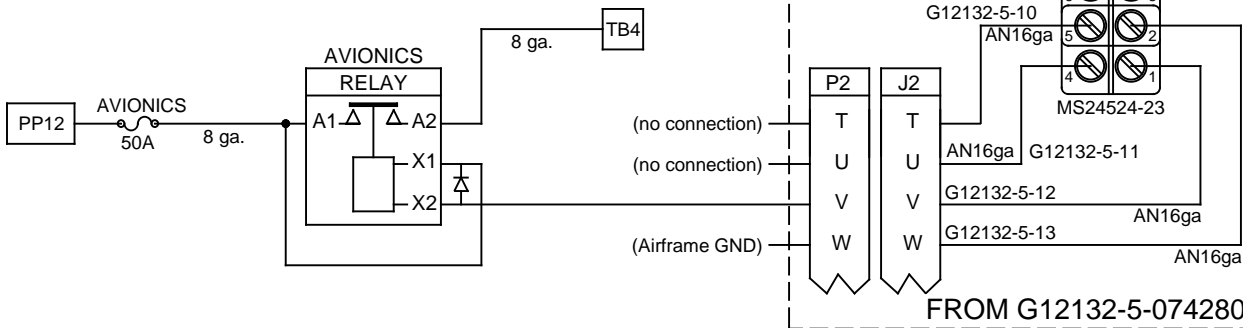 G12132-5-10
AN16ga
5 2
4 1
MS24524-23
TB4
8 ga.
AVIONICS
RELAY
A1 A2
X1
X2
PP12
AVIONICS
50A
8 ga.
P2 J2
(no connection) T T
(no connection) U U AN16ga G12132-5-11
V V G12132-5-12
AN16ga
(Airframe GND) W W G12132-5-13
AN16ga
FROM G12132-5-074280